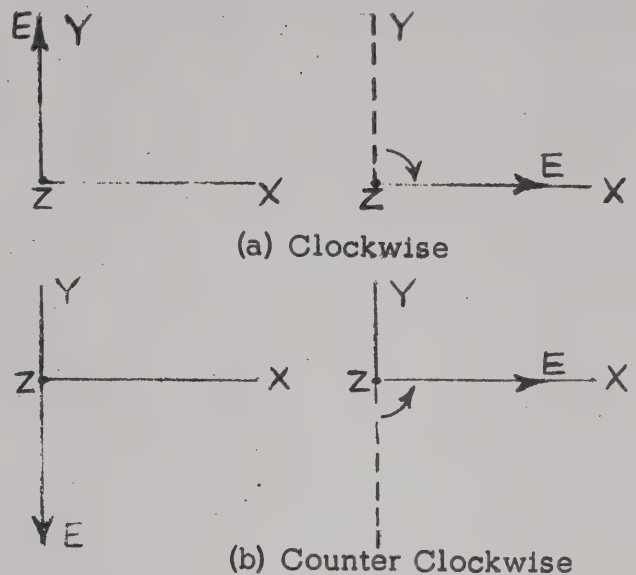 E Y Y
Z X Z E X
(a) Clockwise
Y Y
Z X Z E X
E
(b) Counter Clockwise